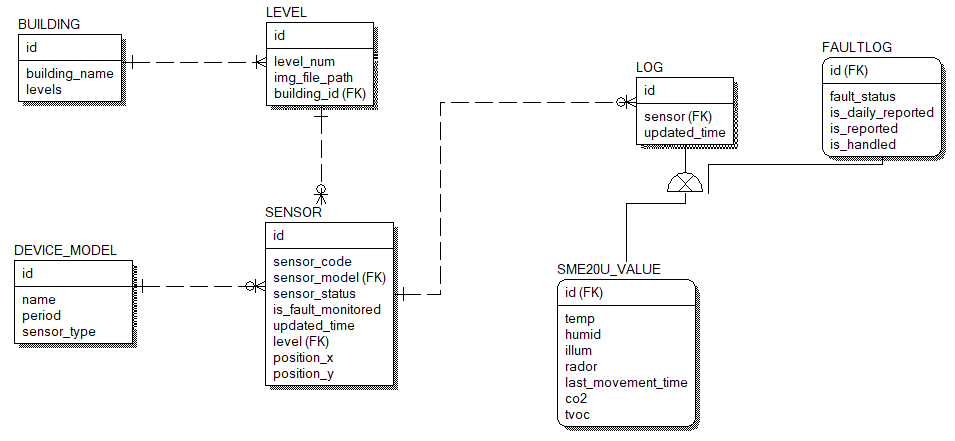 BUILDING
id
building_name
levels
LEVEL
id
level_num
img_file_path
building_id (FK)
LOG
id
sensor (FK)
updated_time
FAULTLOG
id (FK)
fault_status
is_daily_reported
is_reported
is_handled
DEVICE_MODEL
id
name
period
sensor_type
SENSOR
id
sensor_code
sensor_model (FK)
sensor_status
is_fault_monitored
updated_time
level (FK)
position_x
position_y
SME20U_VALUE
id (FK)
temp
humid
illum
rador
last_movement_time
co2
tvoc